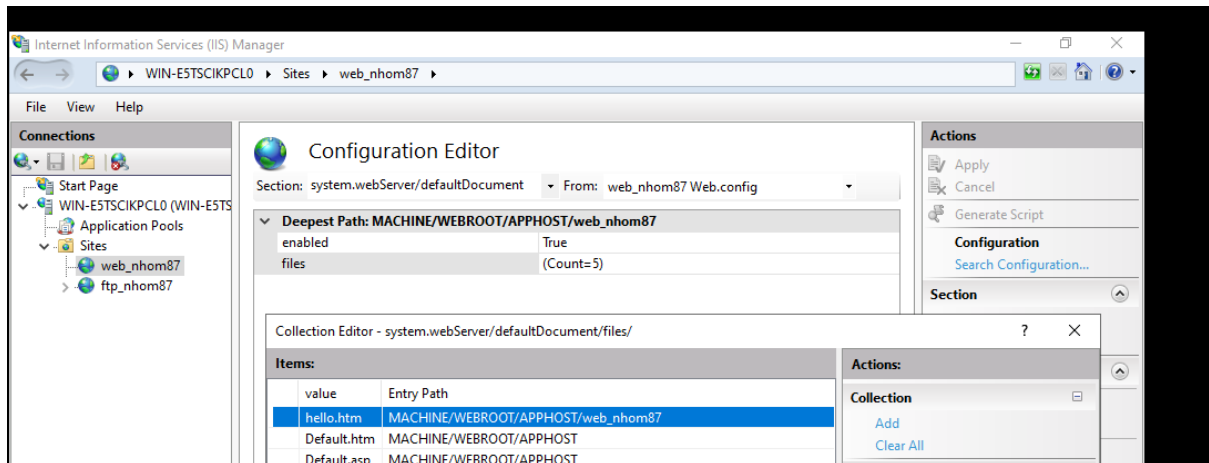 Internet Information Services (IIS) Manager
WIN-E5TSCIKPCL0 Sites web_nhom87
File View Help
Connections
Start Page
WIN-E5TSCIKPCL0 (WIN-E5TS
Application Pools
Sites
web_nhom87
ftp_nhom87
Configuration Editor
Section: system.webServer/defaultDocument From: web_nhom87 Web.config
Deepest Path: MACHINE/WEBROOT/APPHOST/web_nhom87
enabled True
files (Count=5)
Actions
Apply
Cancel
Generate Script
Configuration
Search Configuration...
Section
Collection Editor - system.webServer/defaultDocument/files/
Items:
value Entry Path
hello.htm MACHINE/WEBROOT/APPHOST/web_nhom87
Default.htm MACHINE/WEBROOT/APPHOST
Default.asp MACHINE/WEBROOT/APPHOST
Actions:
Collection
Add
Clear All